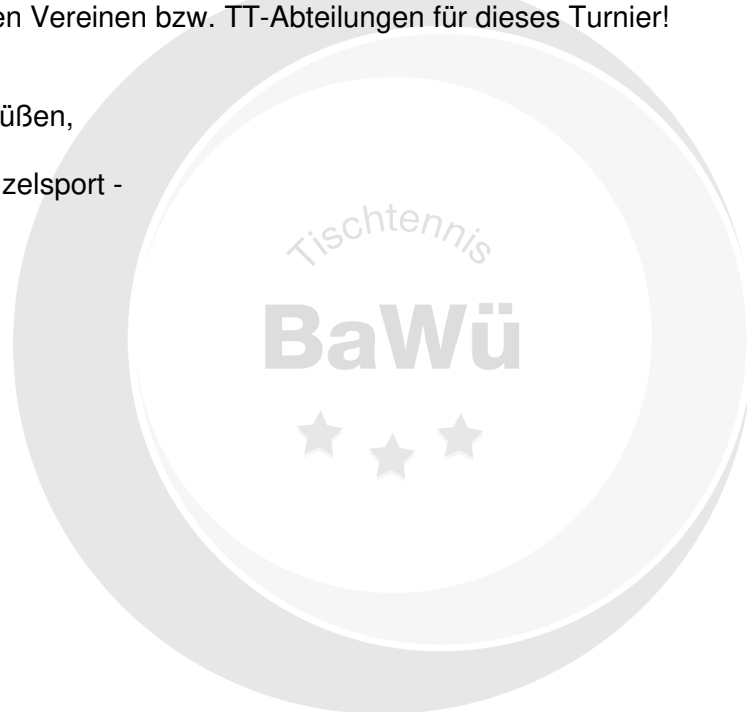 en Vereinen bzw. TT-Abteilungen für dieses Turnier!
üßen,
zelsport -
Tischtennis
BaWü